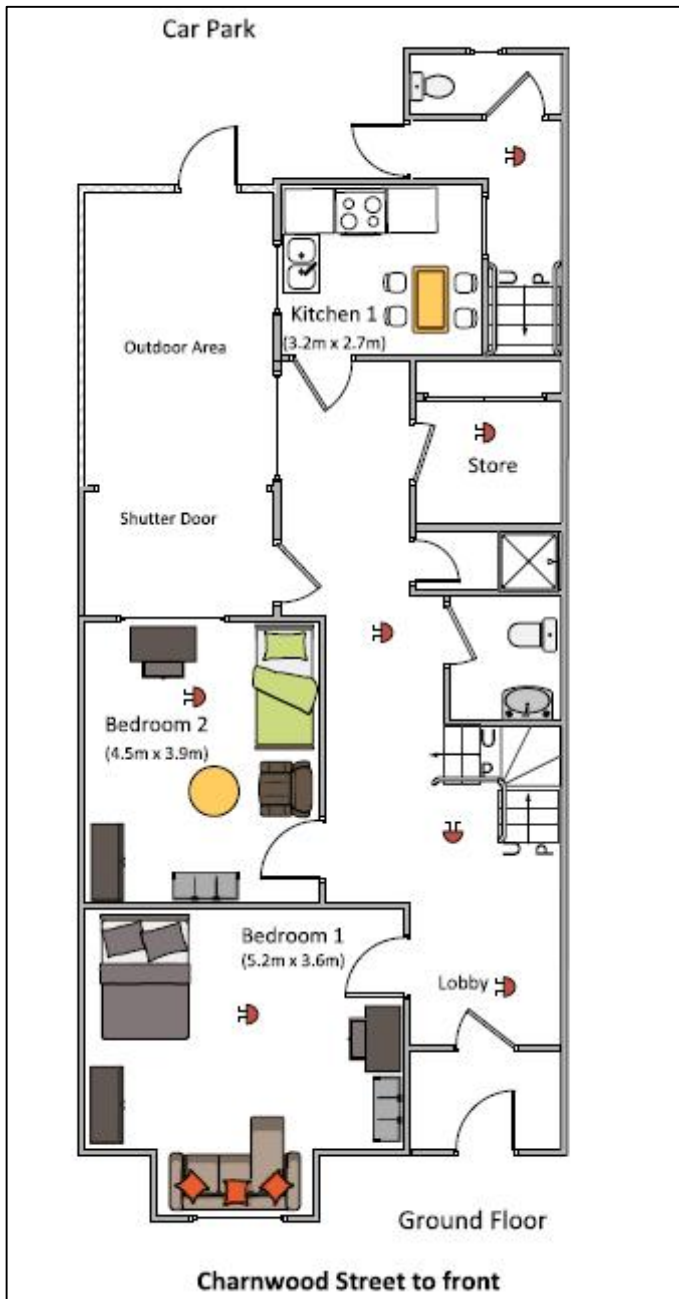 Car Park
U
P
Kitchen 1
(3.2m x 2.7m)
Outdoor Area
Store
Shutter Door
Bedroom 2
(4.5m x 3.9m)
U
P
U
P
Bedroom 1
(5.2m x 3.6m)
Lobby
Ground Floor
Charnwood Street to front